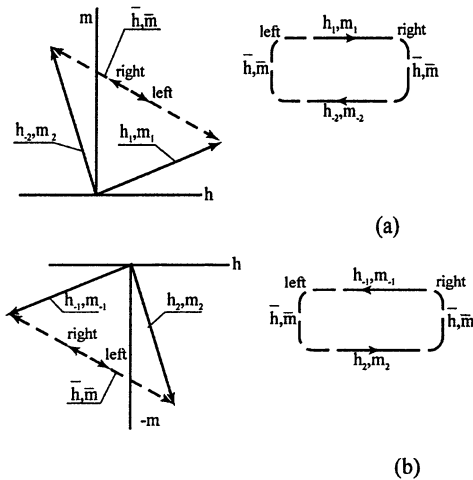 m
h̅,m̅
right
left
h₋₂,m₂
h₁,m₁
h
left h₁,m₁ right
h̅,m̅ h̅,m̅
h₋₂,m₋₂
(a)
h
h₋₁,m₋₁
h₂,m₂
right
left
h̅,m̅
-m
left h₋₁,m₋₁ right
h̅,m̅ h̅,m̅
h₂,m₂
(b)